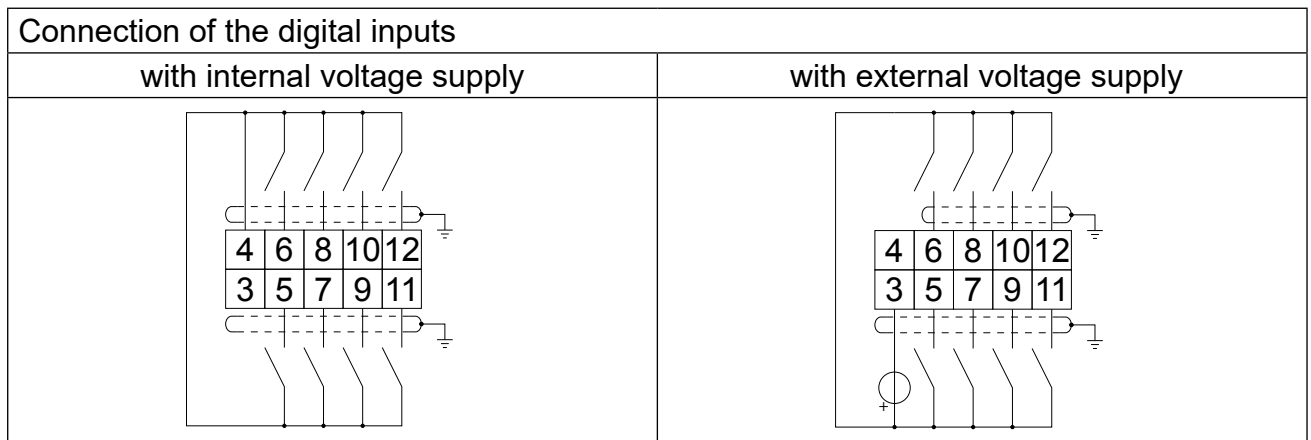 Connection of the digital inputs
with internal voltage supply
with external voltage supply
4 6 8 10 12
3 5 7 9 11
4 6 8 10 12
3 5 7 9 11
+